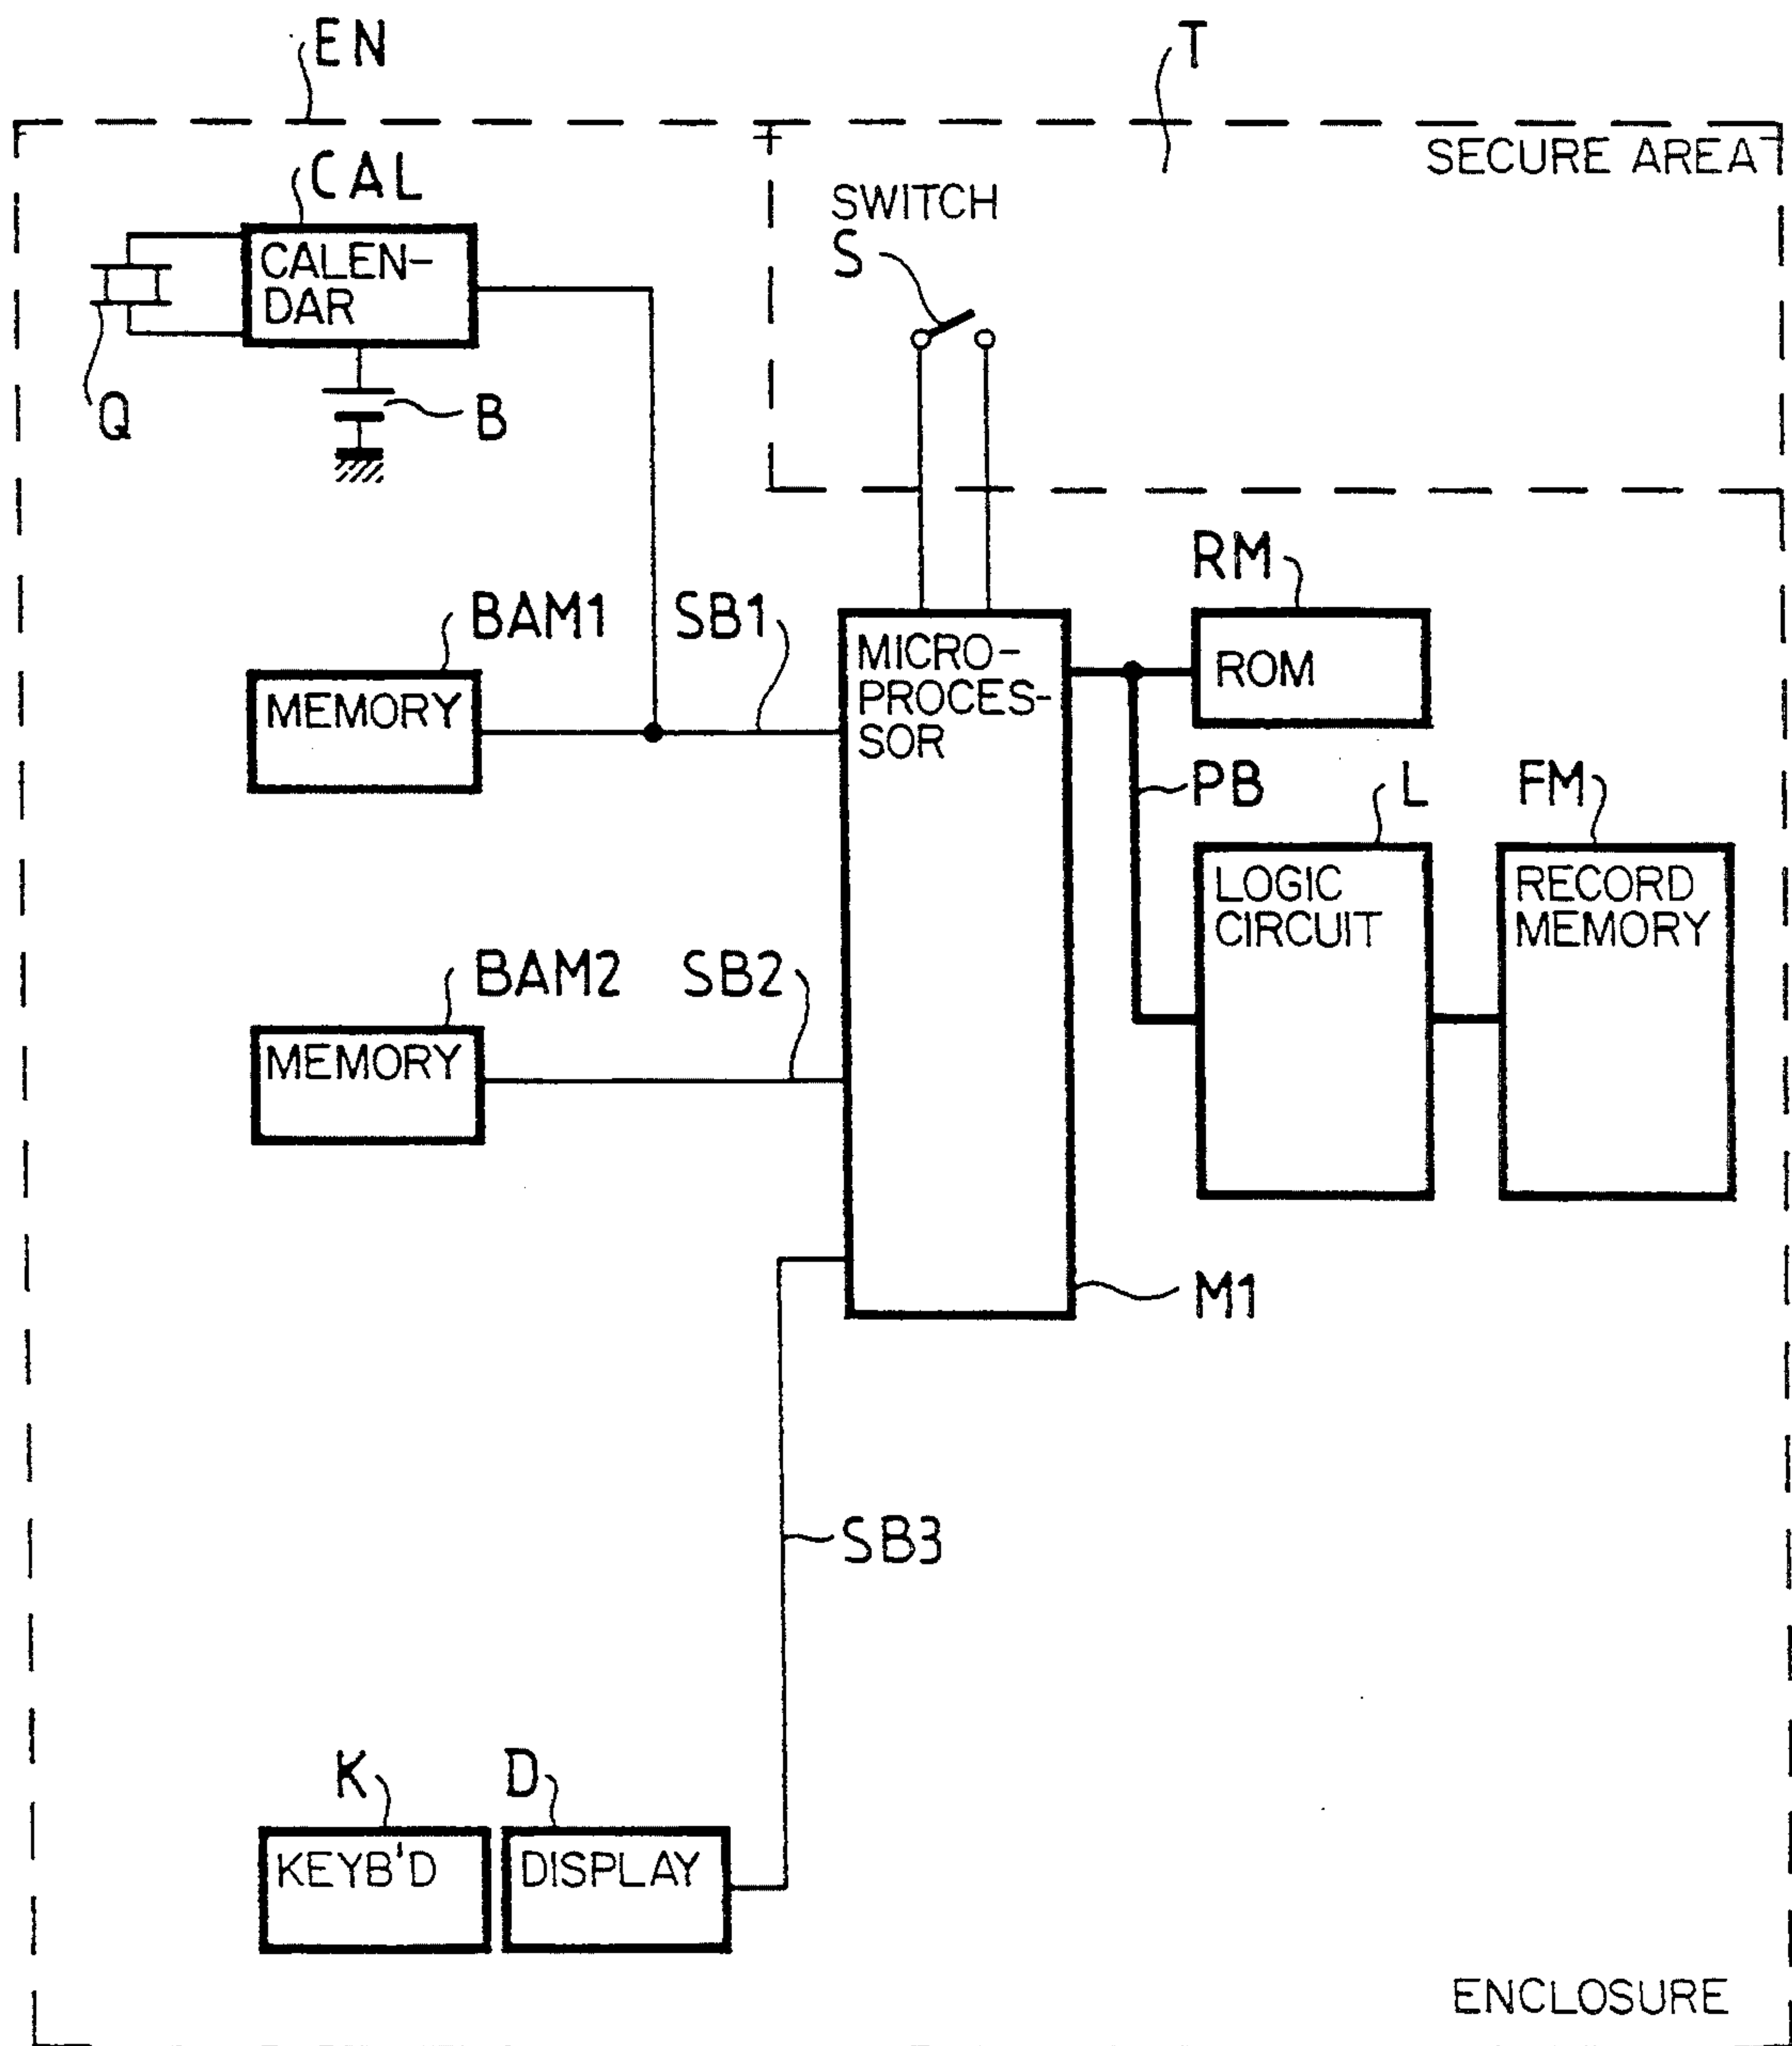 EN
T
SECURE AREA
CAL
SWITCH
S
CALEN-
DAR
Q
B
RM
BAM1
SB1
MICRO-
PROCES-
SOR
ROM
MEMORY
PB
L
FM
LOGIC
CIRCUIT
RECORD
MEMORY
BAM2
SB2
MEMORY
M1
SB3
K
D
KEYB'D
DISPLAY
ENCLOSURE